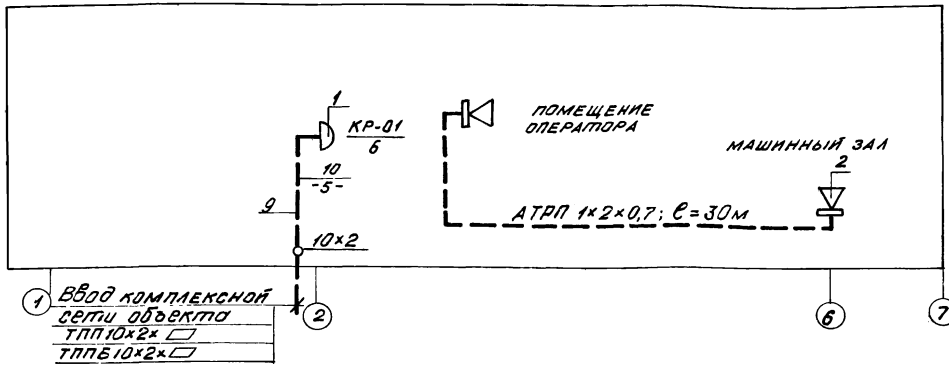 1
КР-01
6
10
-5-
9
10×2
ПОМЕЩЕНИЕ
ОПЕРАТОРА
МАШИННЫЙ ЗАЛ
2
АТРП 1×2×0,7; ℓ=30м
1
Ввод комплексной
сети объекта
ТПП10×2×
ТППБ10×2×
2
6
7